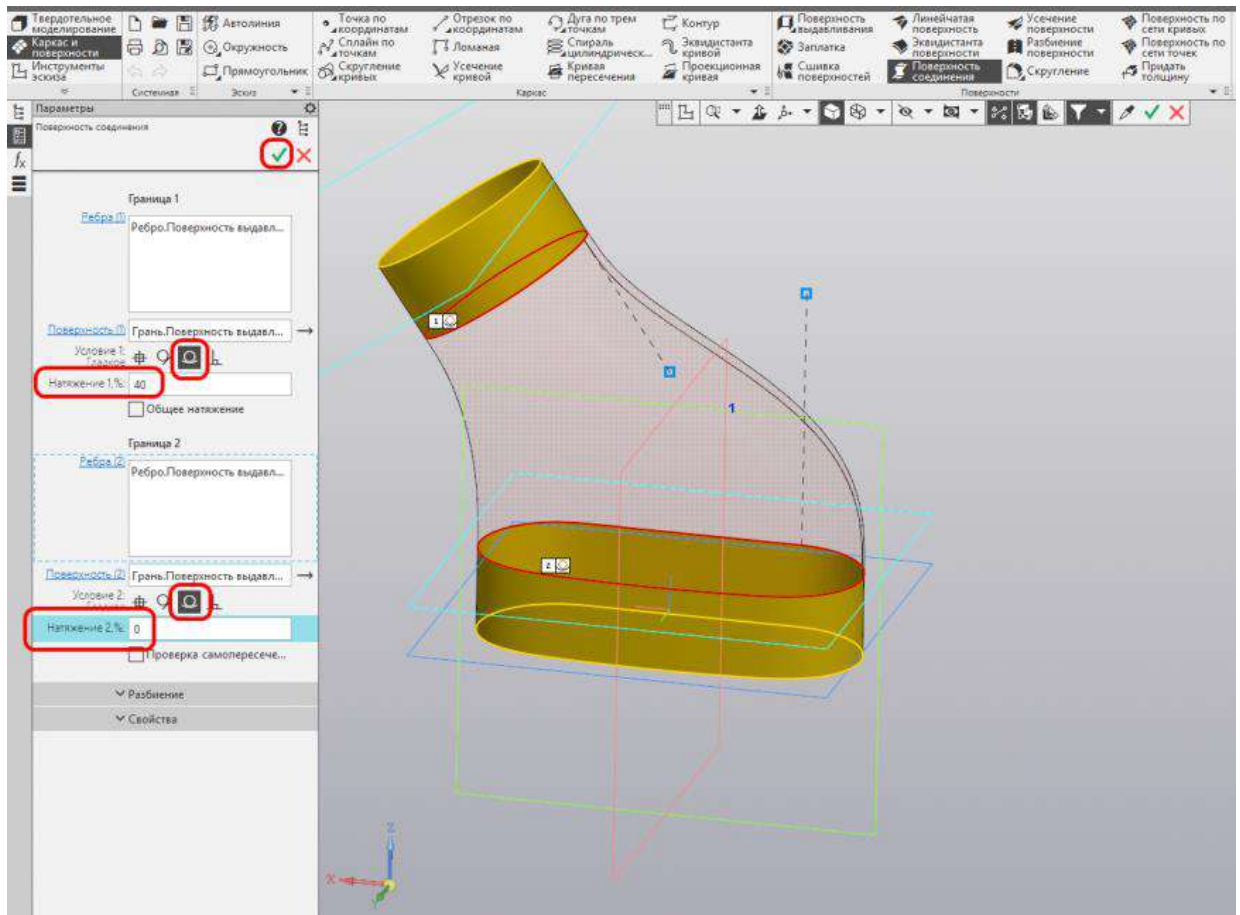 Твердотельное моделирование
Каркас и поверхности
Инструменты эскиза
Системная
Автолиния
Окружность
Прямоугольник
Эскиз
Точка по координатам
Сплайн по точкам
Скругление кривых
Отрезок по координатам
Ломаная
Усечение кривой
Дуга по трем точкам
Спираль цилиндрическ...
Кривая пересечения
Контур
Эквидистанта кривой
Проекционная кривая
Каркас
Поверхность выдавливания
Заплатка
Сшивка поверхностей
Линейчатая поверхность
Эквидистанта поверхности
Поверхность соединения
Усечение поверхности
Разбиение поверхности
Скругление
Поверхность по сети кривых
Поверхность по сети точек
Придать толщину
Поверхности
Параметры
Поверхность соединения
Граница 1
Ребра (1)
Ребро.Поверхность выдавл...
Поверхность (1)
Грань.Поверхность выдавл...
Условие 1:
Гладкое
Натяжение 1,%:
40
Общее натяжение
Граница 2
Ребра (2)
Ребро.Поверхность выдавл...
Поверхность (2)
Грань.Поверхность выдавл...
Условие 2:
Натяжение 2,%:
0
Проверка самопересече...
Разбиение
Свойства
1
1
2
Z
X
Y